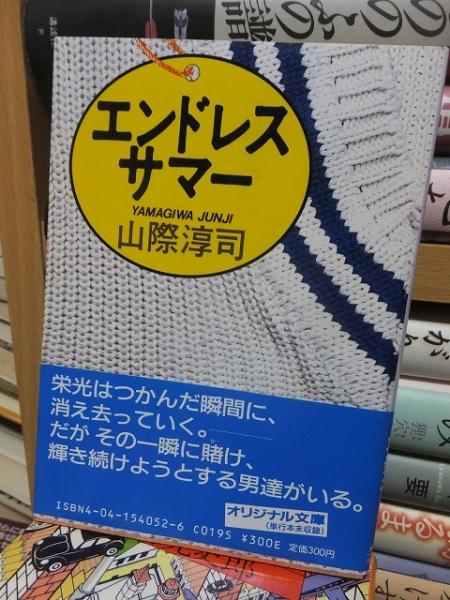 エンドレス
サマー
YAMAGIWA JUNJI
山際淳司
栄光はつかんだ瞬間に、
消え去っていく。
だが その一瞬に賭け、
輝き続けようとする男達がいる。
ISBN4-04-154052-6 C0195 ¥300E 定価300円
オリジナル文庫
(単行本未収録)